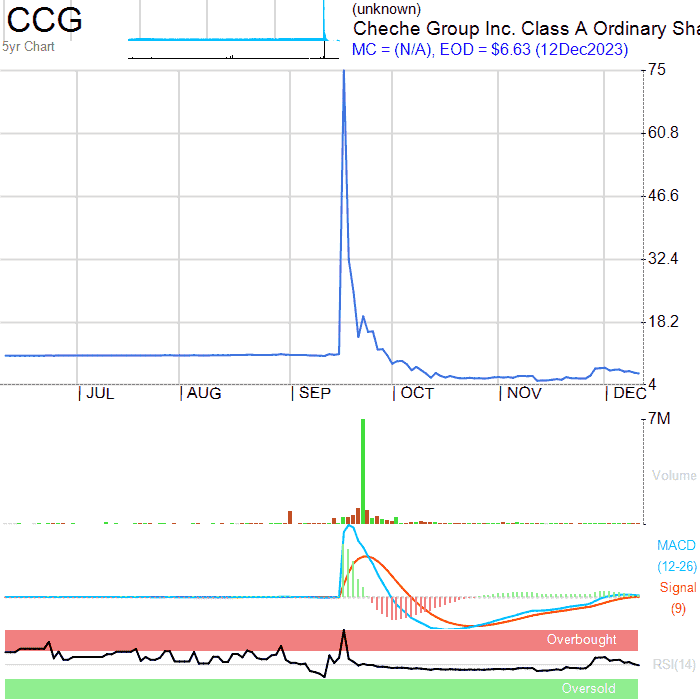 CCG
5yr Chart
(unknown)
Cheche Group Inc. Class A Ordinary Sha
MC = (N/A), EOD = $6.63 (12Dec2023)
75
60.8
46.6
32.4
18.2
4
JUL AUG SEP OCT NOV DEC
7M
Volume
MACD
(12-26)
Signal
(9)
Overbought
RSI(14)
Oversold